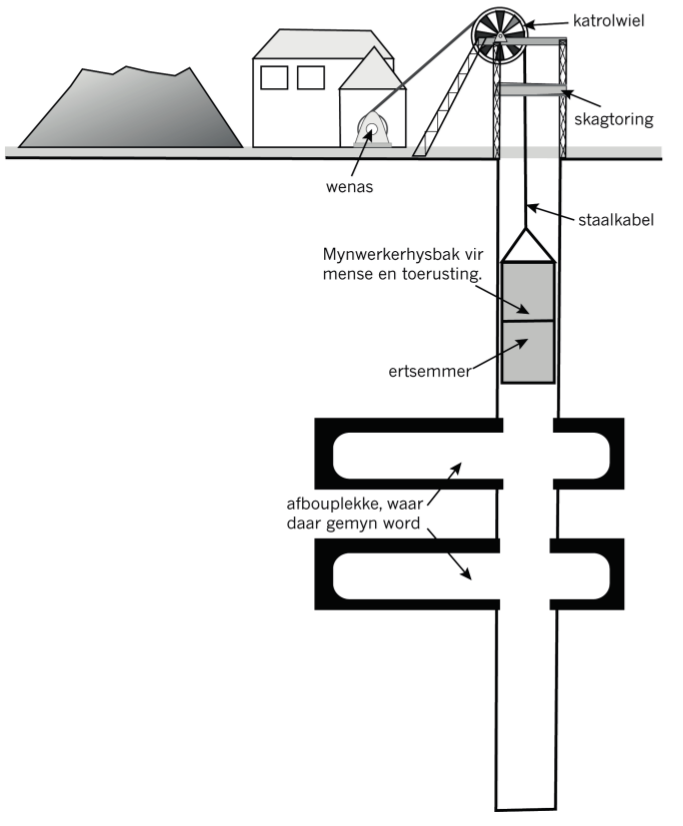 katrolwiel
skagtoring
wenas
staalkabel
Mynwerkerhysbak vir
mense en toerusting.
ertsemmer
afbouplekke, waar
daar gemyn word